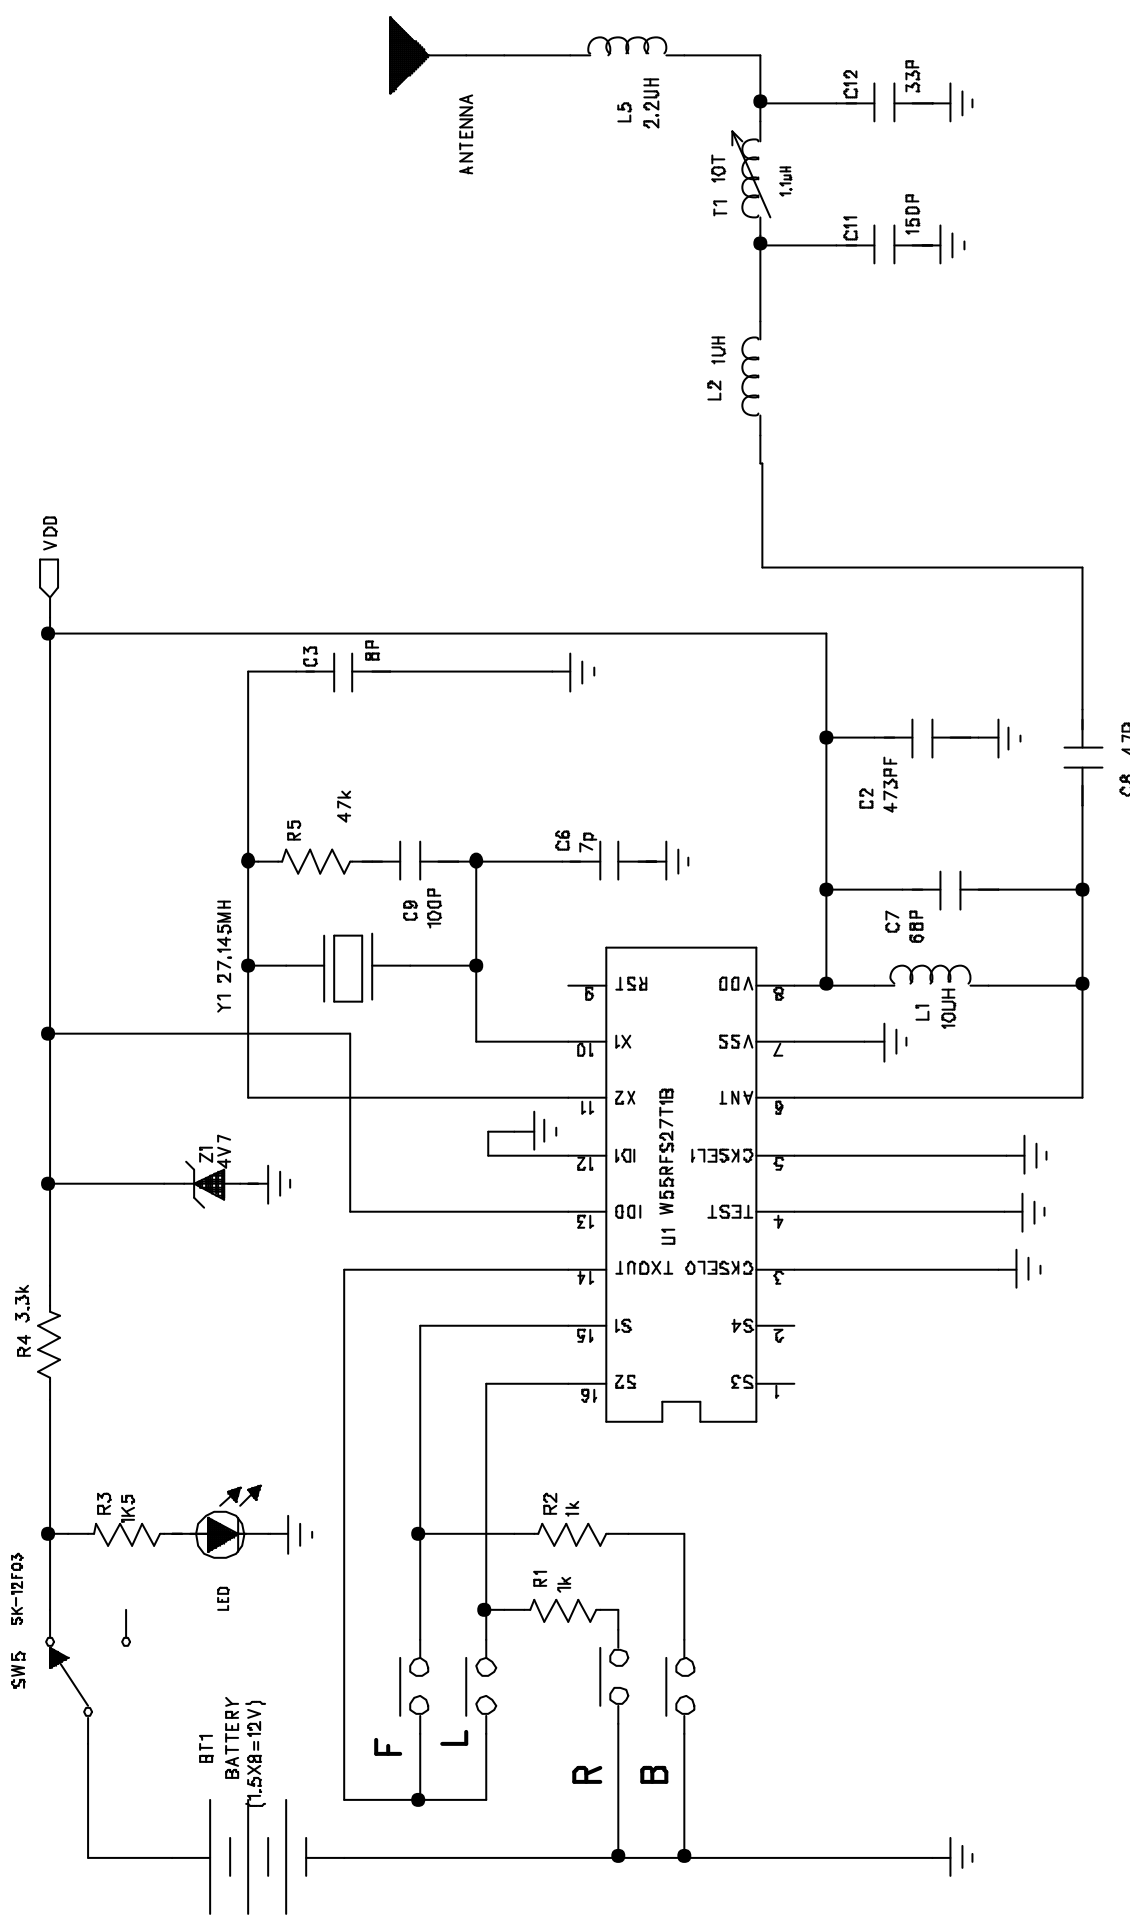 ANTENNA
L5
2.2UH
C12
33P
T1 10T
1.1uH
C11
150P
L2 1UH
VDD
C3
8P
R5
47k
C9
100P
C6
7p
Y1 27.145MH
C2
473PF
C8 47P
C7
68P
L1
10UH
Z1
4V7
R4 3.3k
R3
1K5
LED
SW5 SK-12F03
BT1
BATTERY
(1.5X8=12V)
F
L
R
B
R2
1k
R1
1k
U1 W55RFS27T1B
RST
9
X1
10
X2
11
ID1
12
IDD
13
TXOUT
14
S1
15
S2
16
VDD
8
VSS
7
ANT
6
CKSEL1
5
TEST
4
CKSEL0
3
S4
2
S3
1